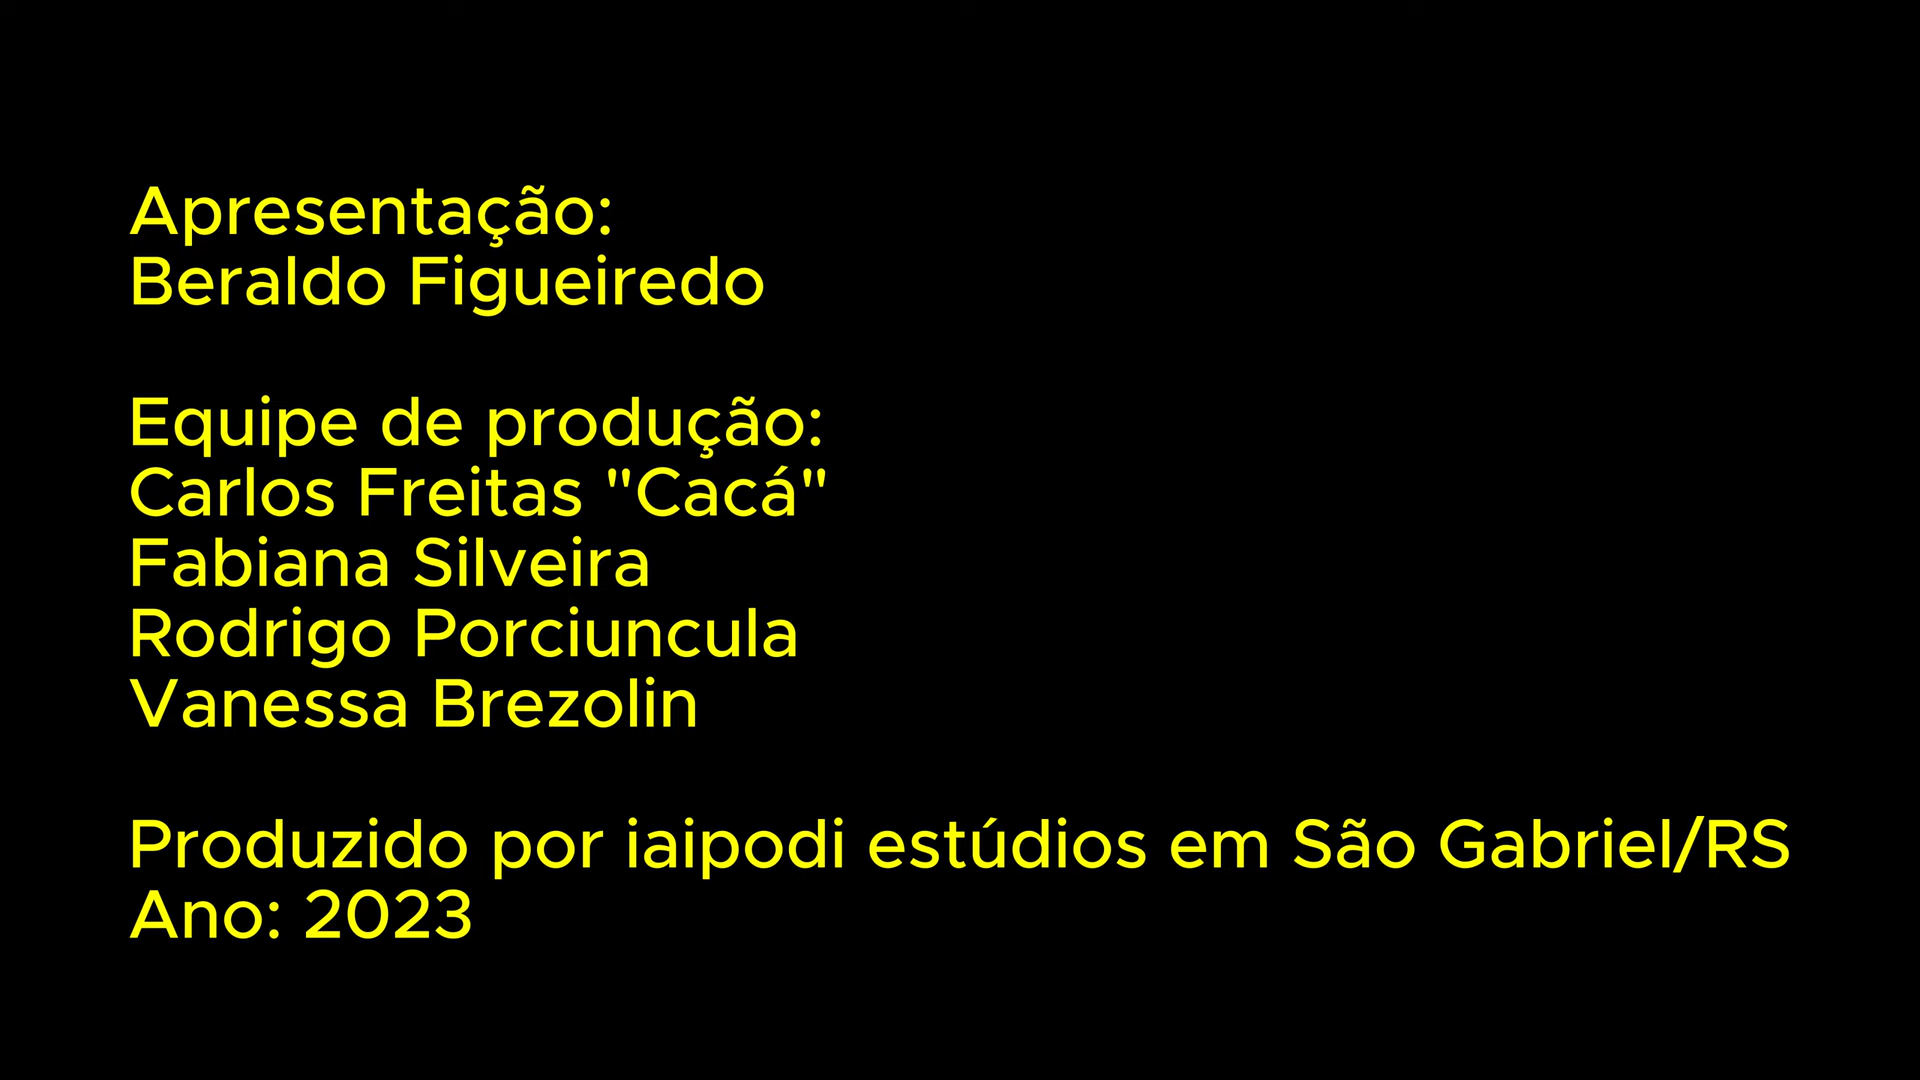 Apresentação:
Beraldo Figueiredo
Equipe de produção:
Carlos Freitas "Cacá"
Fabiana Silveira
Rodrigo Porciuncula
Vanessa Brezolin
Produzido por iaipodi estúdios em São Gabriel/RS
Ano: 2023